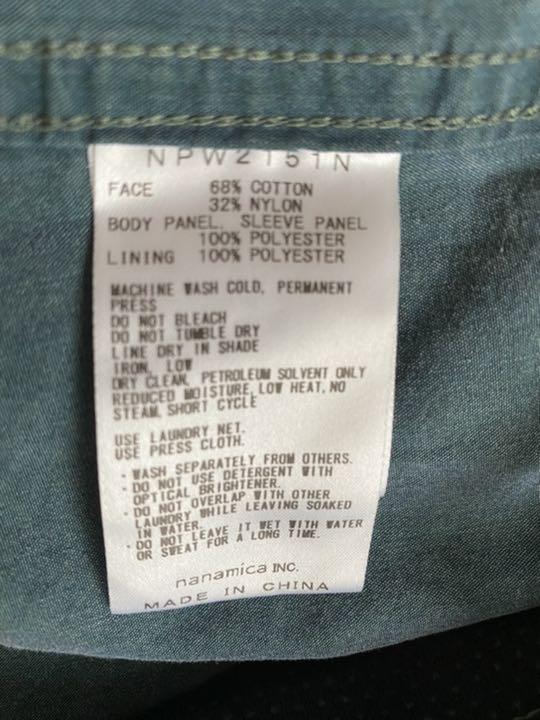 NPW2151N
FACE 68% COTTON
32% NYLON
BODY PANEL, SLEEVE PANEL
100% POLYESTER
LINING 100% POLYESTER
MACHINE WASH COLD, PERMANENT
PRESS
DO NOT BLEACH
DO NOT TUMBLE DRY
LINE DRY IN SHADE
IRON, LOW
DRY CLEAN, PETROLEUM SOLVENT ONLY
REDUCED MOISTURE, LOW HEAT, NO
STEAM, SHORT CYCLE
USE LAUNDRY NET.
USE PRESS CLOTH.
・WASH SEPARATELY FROM OTHERS.
・DO NOT USE DETERGENT WITH
OPTICAL BRIGHTENER.
・DO NOT OVERLAP WITH OTHER
LAUNDRY WHILE LEAVING SOAKED
IN WATER.
・DO NOT LEAVE IT WET WITH WATER
OR SWEAT FOR A LONG TIME.
nanamica INC.
MADE IN CHINA